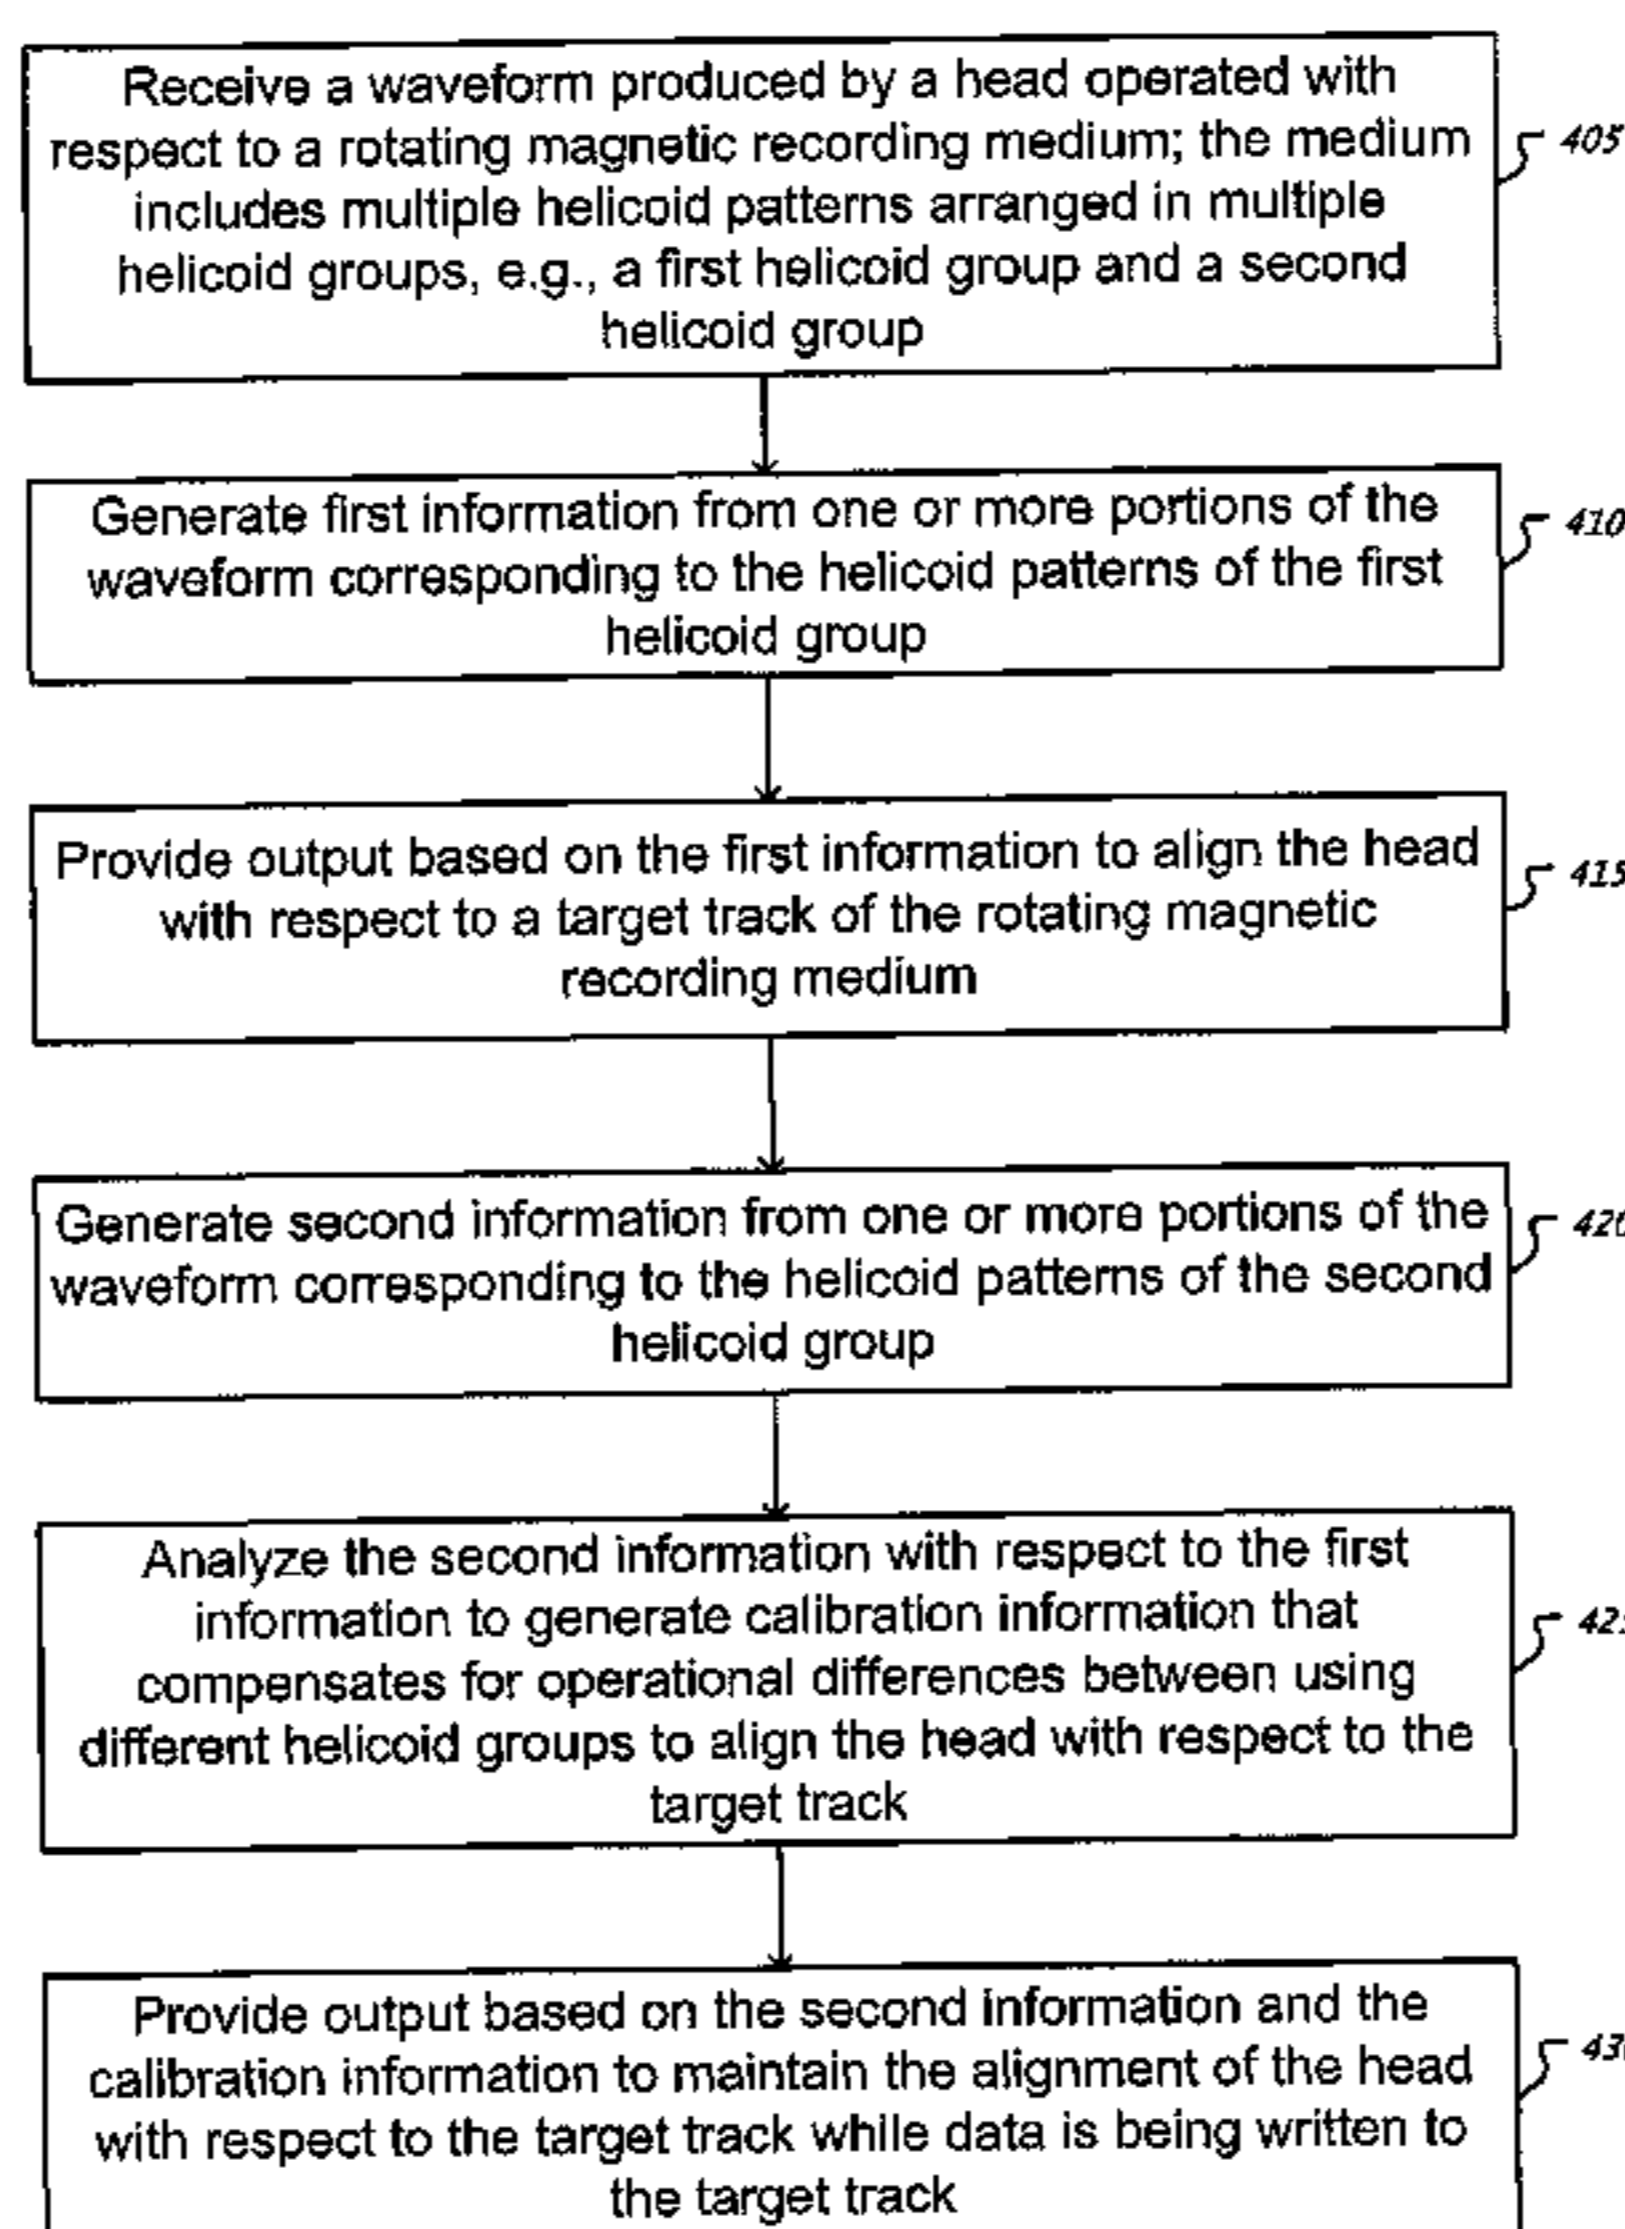 Receive a waveform produced by a head operated with
respect to a rotating magnetic recording medium; the medium
includes multiple helicoid patterns arranged in multiple
helicoid groups, e.g., a first helicoid group and a second
helicoid group
405
Generate first information from one or more portions of the
waveform corresponding to the helicoid patterns of the first
helicoid group
410
Provide output based on the first information to align the head
with respect to a target track of the rotating magnetic
recording medium
415
Generate second information from one or more portions of the
waveform corresponding to the helicoid patterns of the second
helicoid group
420
Analyze the second information with respect to the first
information to generate calibration information that
compensates for operational differences between using
different helicoid groups to align the head with respect to the
target track
425
Provide output based on the second information and the
calibration information to maintain the alignment of the head
with respect to the target track while data is being written to
the target track